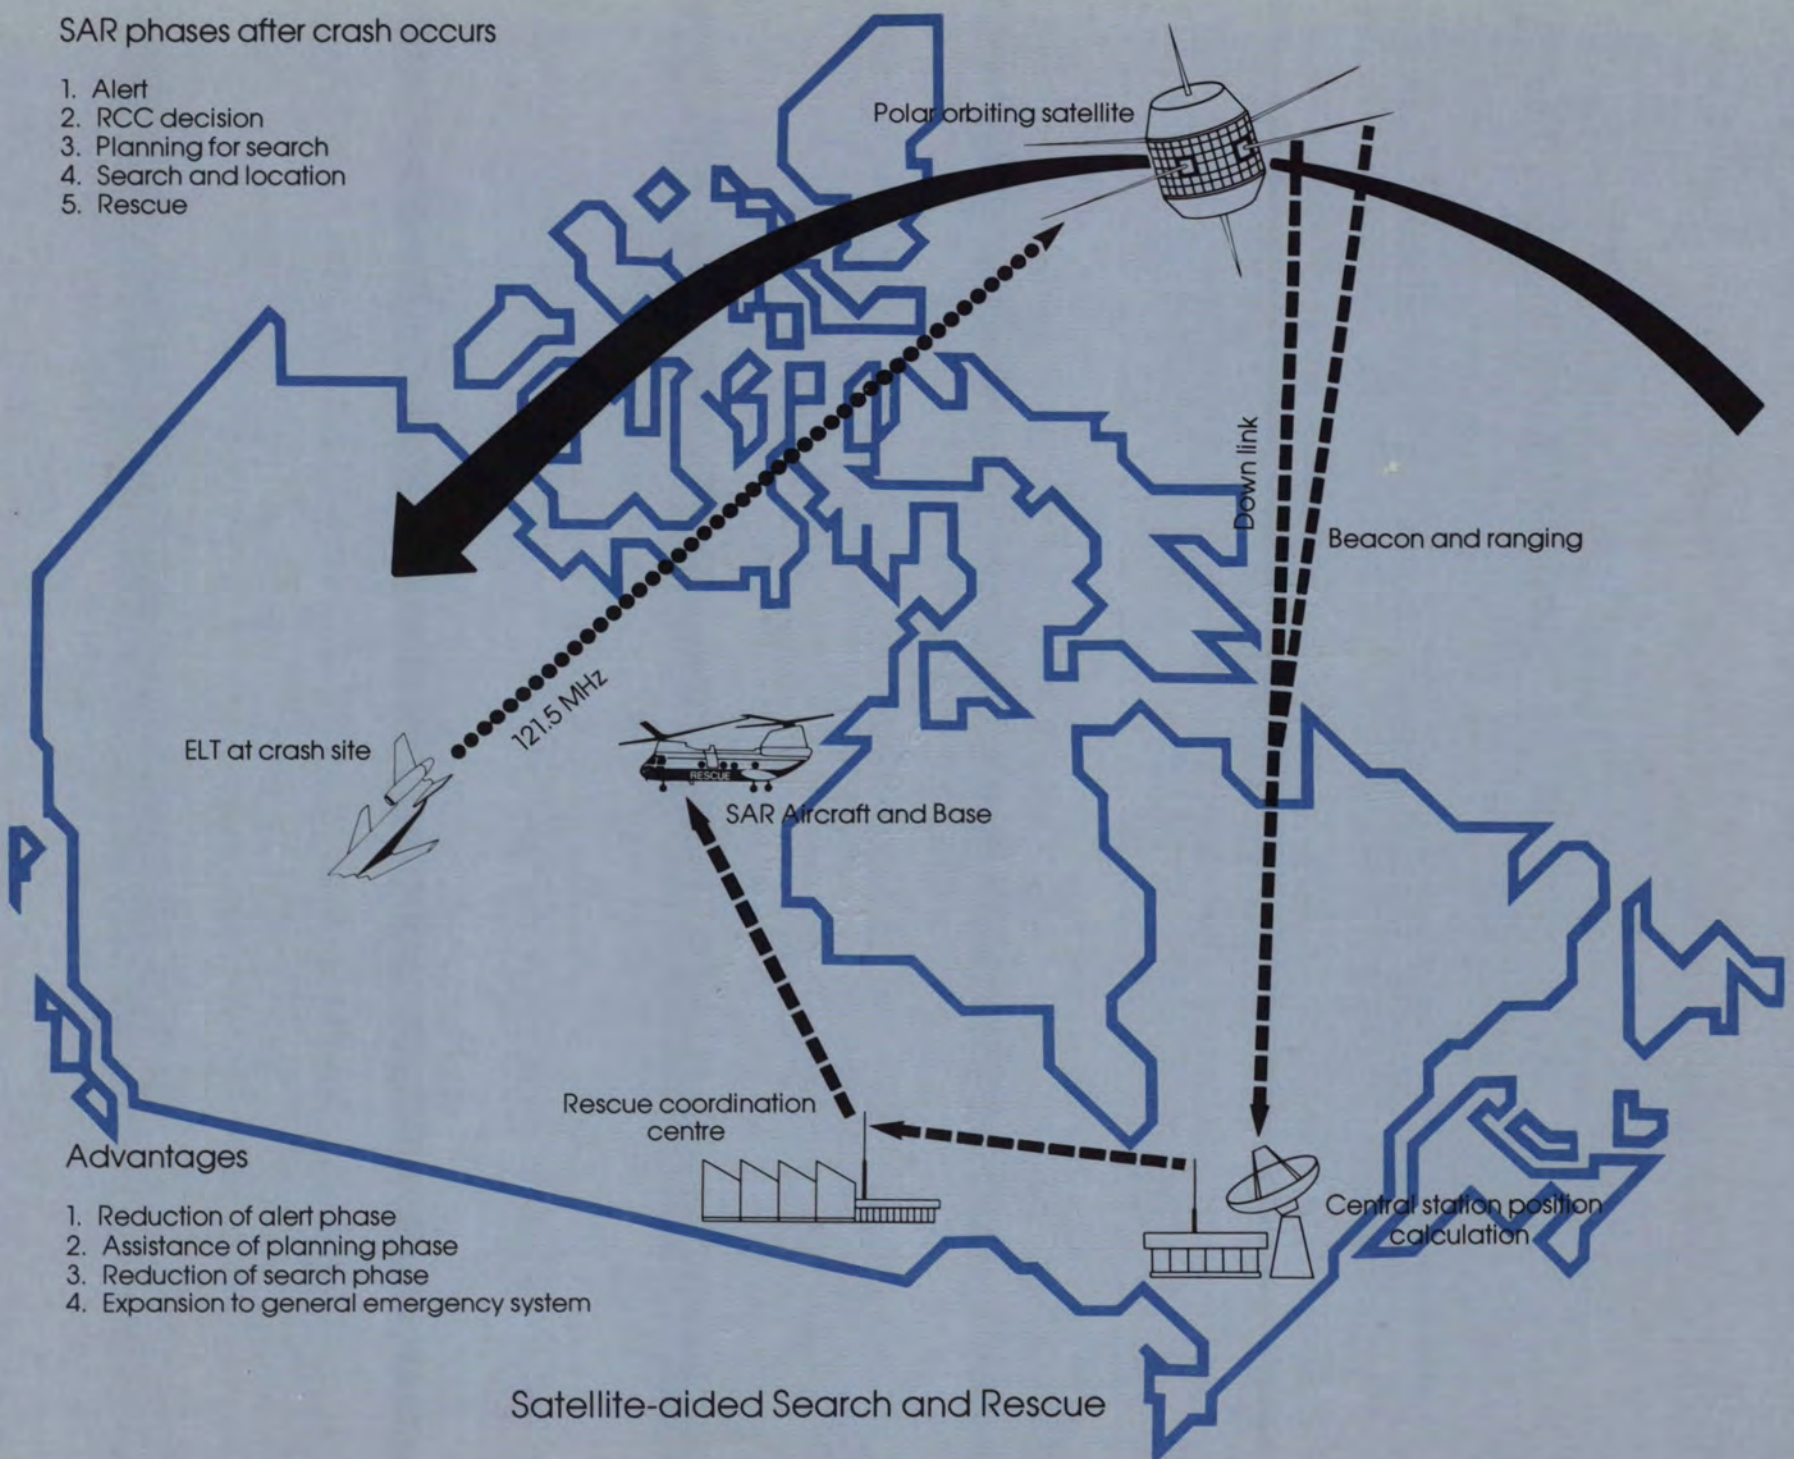 SAR phases after crash occurs
1. Alert
2. RCC decision
3. Planning for search
4. Search and location
5. Rescue
Polar orbiting satellite
Down link
Beacon and ranging
121.5 MHz
ELT at crash site
RESCUE
SAR Aircraft and Base
Rescue coordination
centre
Central station position
calculation
Advantages
1. Reduction of alert phase
2. Assistance of planning phase
3. Reduction of search phase
4. Expansion to general emergency system
Satellite-aided Search and Rescue